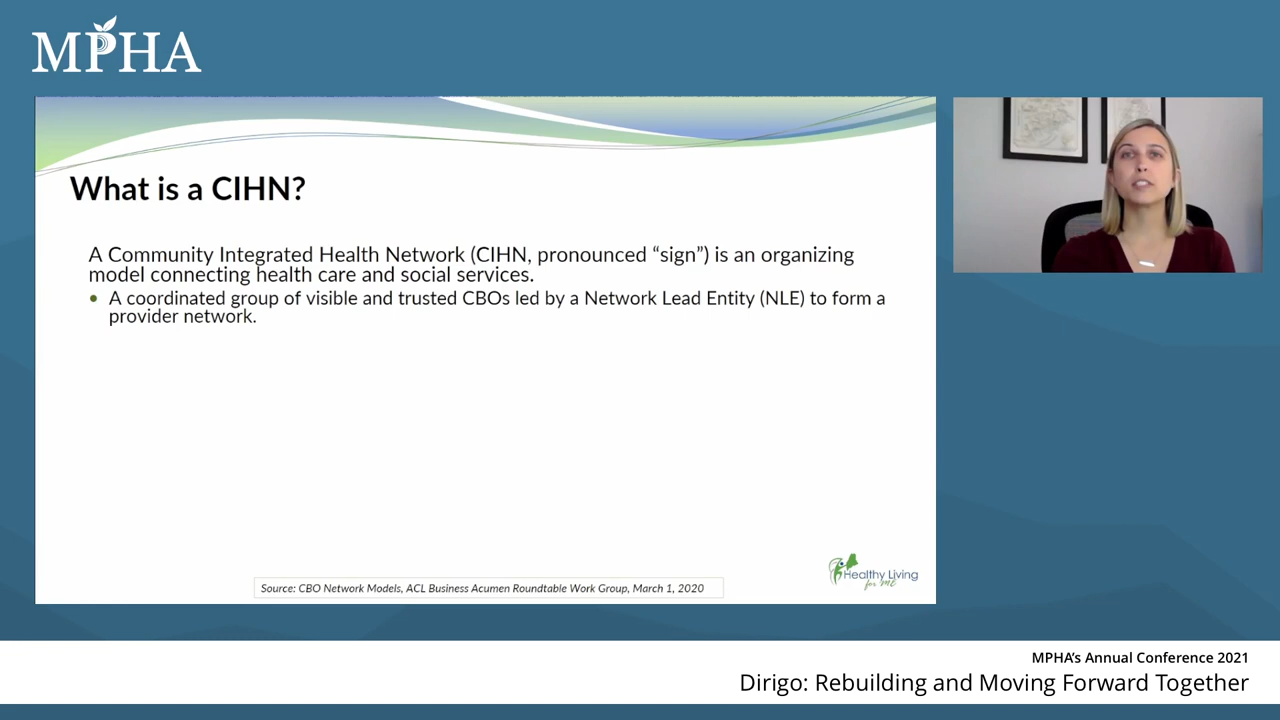 MPHA
What is a CIHN?
A Community Integrated Health Network (CIHN, pronounced “sign”) is an organizing
model connecting health care and social services.
• A coordinated group of visible and trusted CBOs led by a Network Lead Entity (NLE) to form a
provider network.
Healthy Living
for ME
Source: CBO Network Models, ACL Business Acumen Roundtable Work Group, March 1, 2020
MPHA’s Annual Conference 2021
Dirigo: Rebuilding and Moving Forward Together